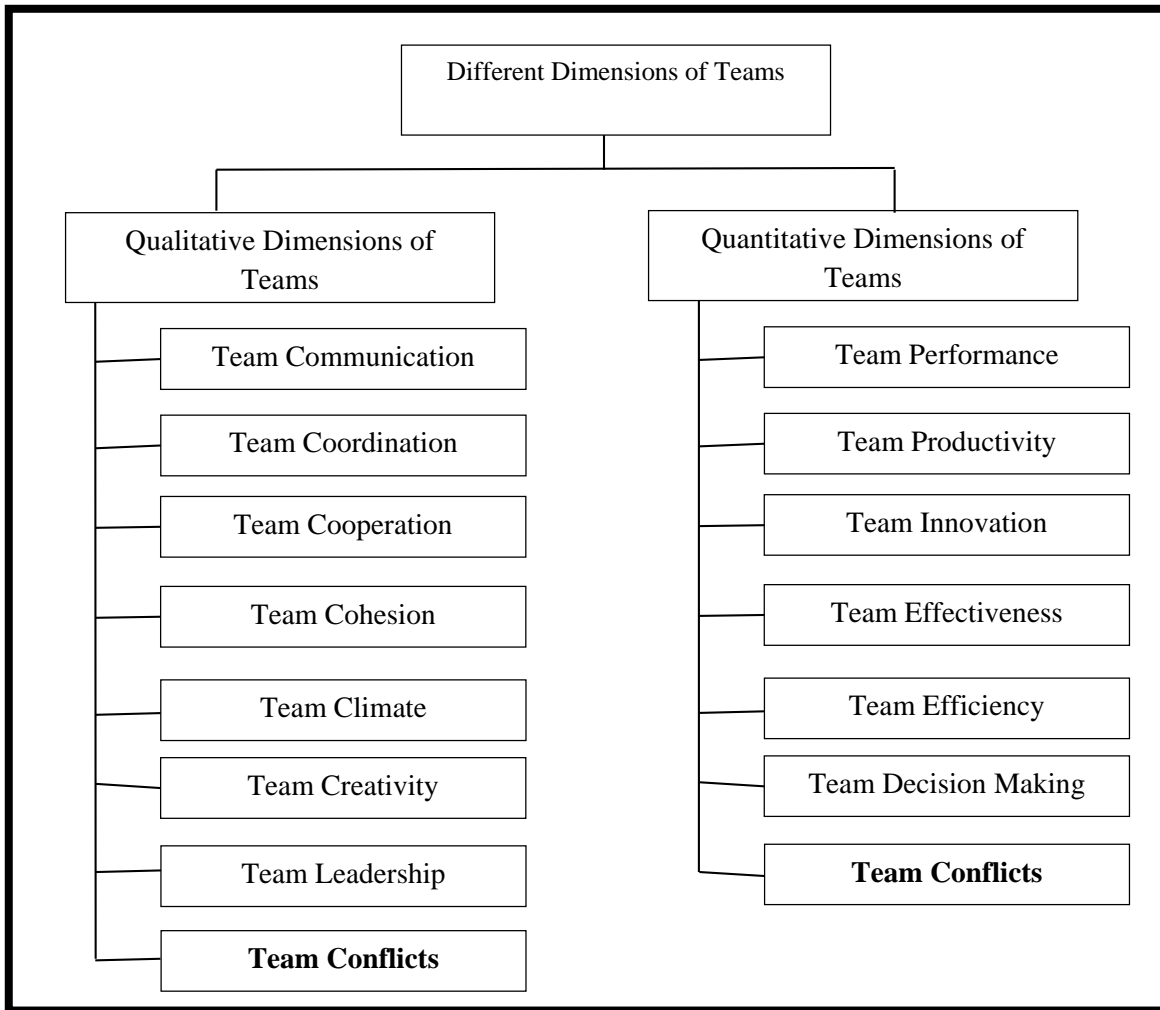 Different Dimensions of Teams
Qualitative Dimensions of
Teams
Team Communication
Team Coordination
Team Cooperation
Team Cohesion
Team Climate
Team Creativity
Team Leadership
Team Conflicts
Quantitative Dimensions of
Teams
Team Performance
Team Productivity
Team Innovation
Team Effectiveness
Team Efficiency
Team Decision Making
Team Conflicts